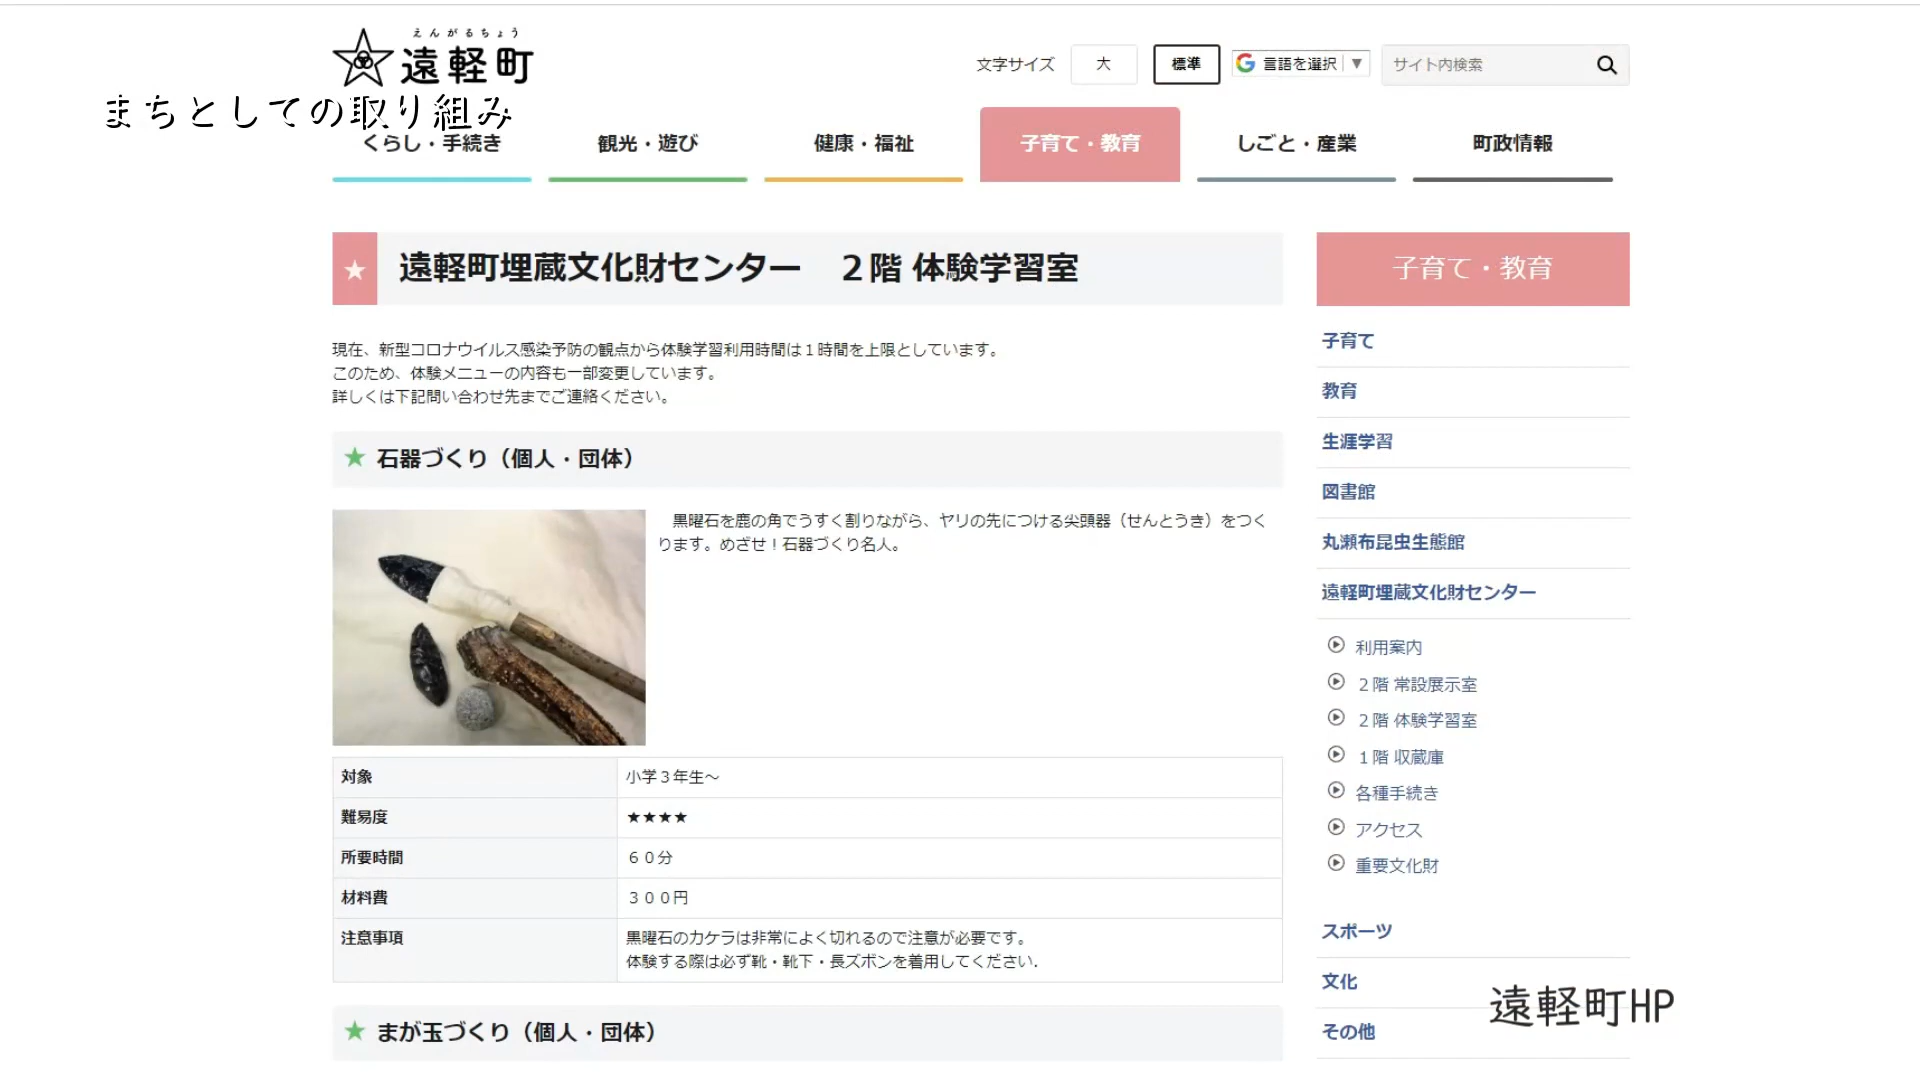 えんがるちょう
遠軽町
文字サイズ
大
標準
言語を選択 ▼
サイト内検索
まちとしての取り組み
くらし・手続き
観光・遊び
健康・福祉
子育て・教育
しごと・産業
町政情報
遠軽町埋蔵文化財センター　２階 体験学習室
現在、新型コロナウイルス感染予防の観点から体験学習利用時間は１時間を上限としています。
このため、体験メニューの内容も一部変更しています。
詳しくは下記問い合わせ先までご連絡ください。
石器づくり（個人・団体）
黒曜石を鹿の角でうすく割りながら、ヤリの先につける尖頭器（せんとうき）をつく
ります。めざせ！石器づくり名人。
対象
小学３年生～
難易度
★★★★
所要時間
６０分
材料費
３００円
注意事項
黒曜石のカケラは非常によく切れるので注意が必要です。
体験する際は必ず靴・靴下・長ズボンを着用してください．
まが玉づくり（個人・団体）
子育て・教育
子育て
教育
生涯学習
図書館
丸瀬布昆虫生態館
遠軽町埋蔵文化財センター
利用案内
２階 常設展示室
２階 体験学習室
１階 収蔵庫
各種手続き
アクセス
重要文化財
スポーツ
文化
その他
遠軽町HP